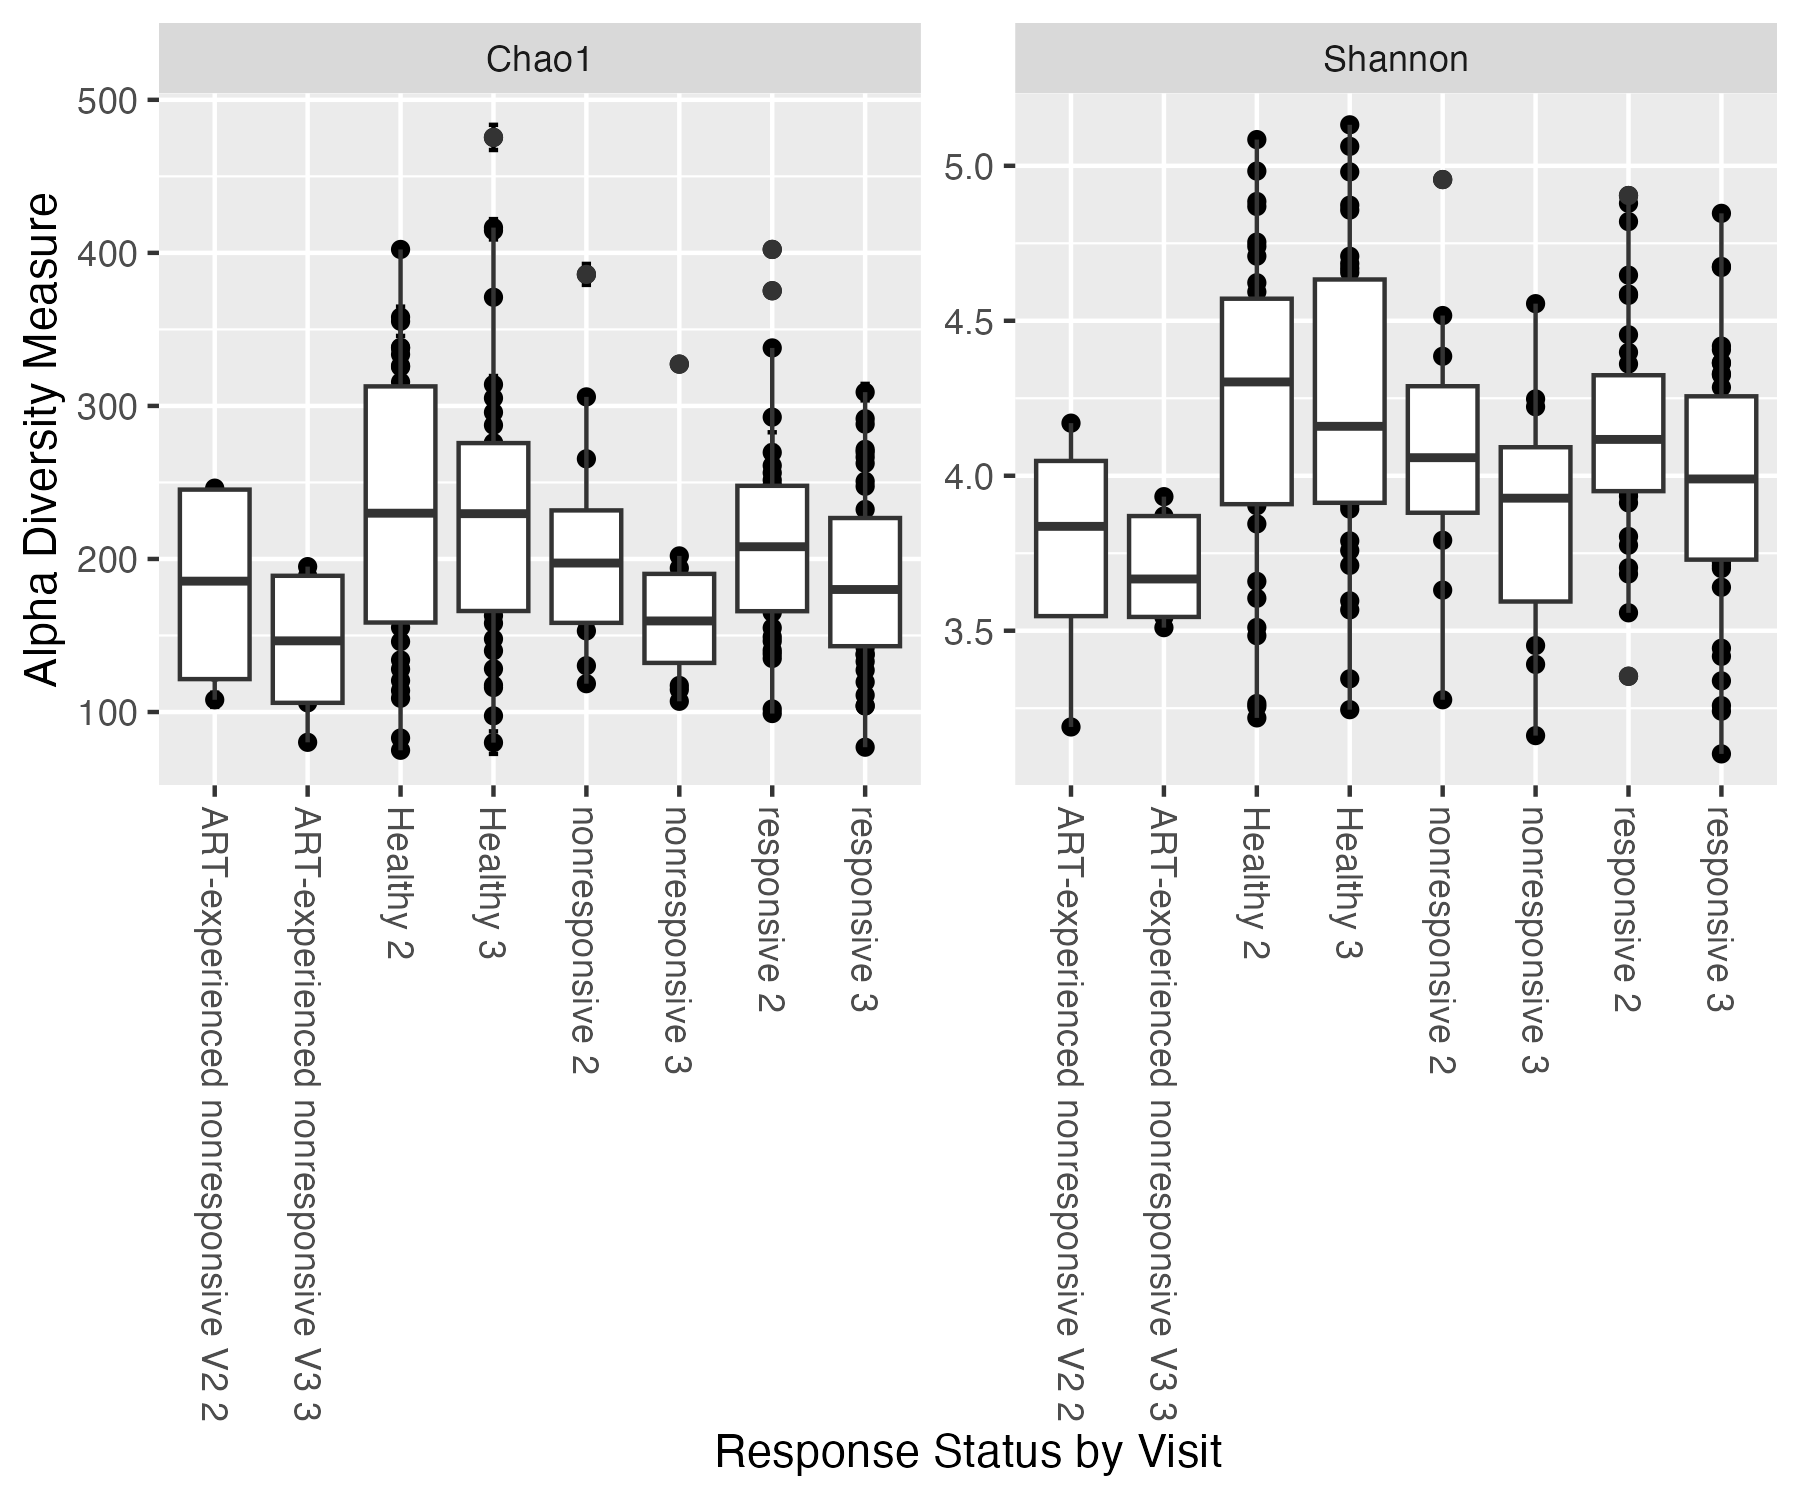 Chao1
Shannon
Alpha Diversity Measure
500
400
300
200
100
5.0
4.5
4.0
3.5
ART-experienced nonresponsive V2 2
ART-experienced nonresponsive V3 3
Healthy 2
Healthy 3
nonresponsive 2
nonresponsive 3
responsive 2
responsive 3
ART-experienced nonresponsive V2 2
ART-experienced nonresponsive V3 3
Healthy 2
Healthy 3
nonresponsive 2
nonresponsive 3
responsive 2
responsive 3
Response Status by Visit